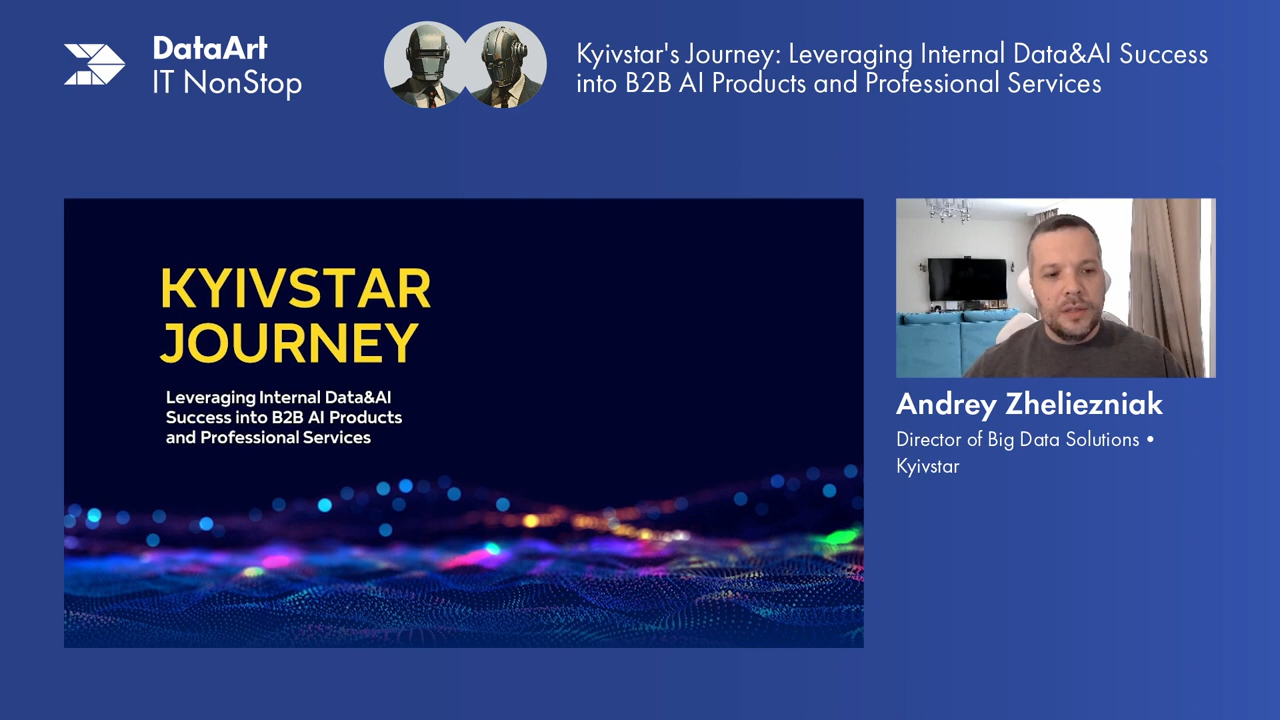 DataArt
IT NonStop
Kyivstar's Journey: Leveraging Internal Data&AI Success
into B2B AI Products and Professional Services
KYIVSTAR
JOURNEY
Leveraging Internal Data&AI
Success into B2B AI Products
and Professional Services
Andrey Zheliezniak
Director of Big Data Solutions •
Kyivstar